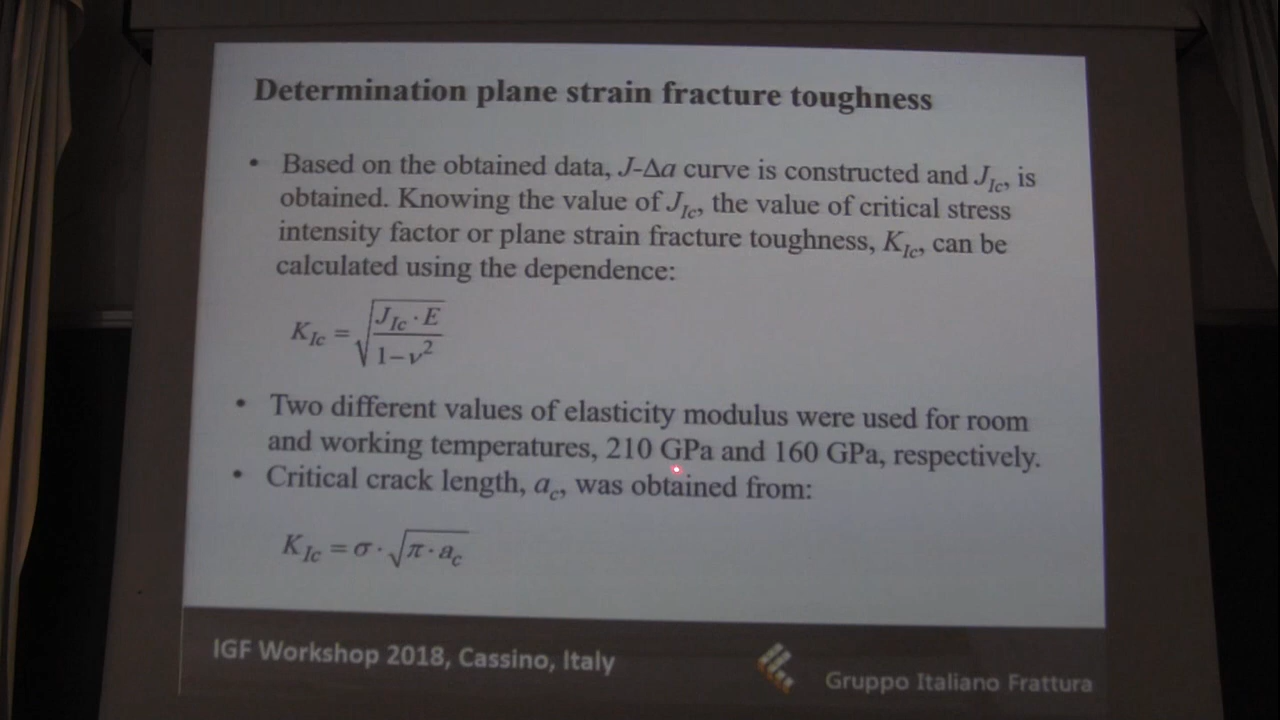 Determination plane strain fracture toughness
• Based on the obtained data, J-Δa curve is constructed and J_Ic, is
obtained. Knowing the value of J_Ic, the value of critical stress
intensity factor or plane strain fracture toughness, K_Ic, can be
calculated using the dependence:
K_Ic = √(J_Ic · E / (1−ν²))
• Two different values of elasticity modulus were used for room
and working temperatures, 210 GPa and 160 GPa, respectively.
• Critical crack length, a_c, was obtained from:
K_Ic = σ · √(π · a_c)
IGF Workshop 2018, Cassino, Italy
Gruppo Italiano Frattura